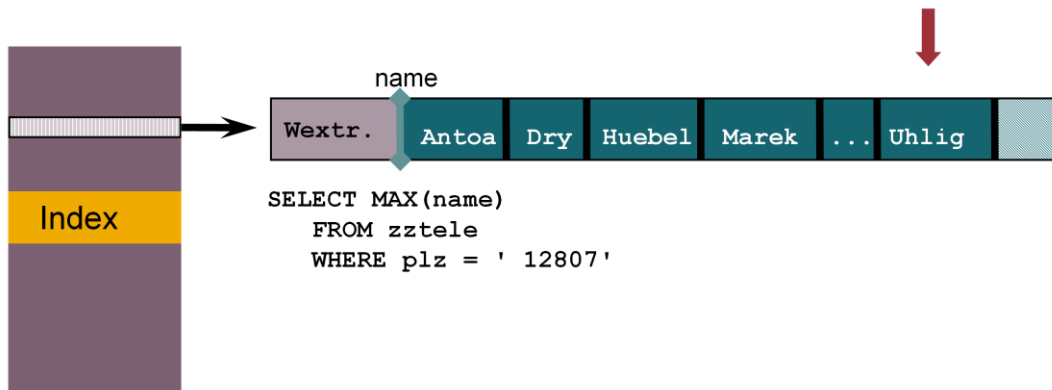 name
Wextr. Antoa Dry Huebel Marek ... Uhlig
Index
SELECT MAX(name)
FROM zztele
WHERE plz = ' 12807'